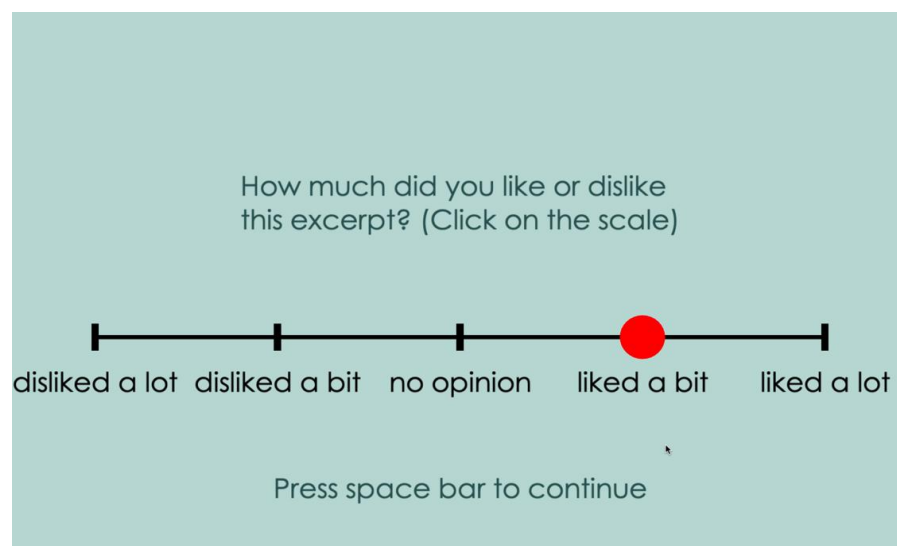 How much did you like or dislike
this excerpt? (Click on the scale)
disliked a lot disliked a bit no opinion liked a bit liked a lot
Press space bar to continue